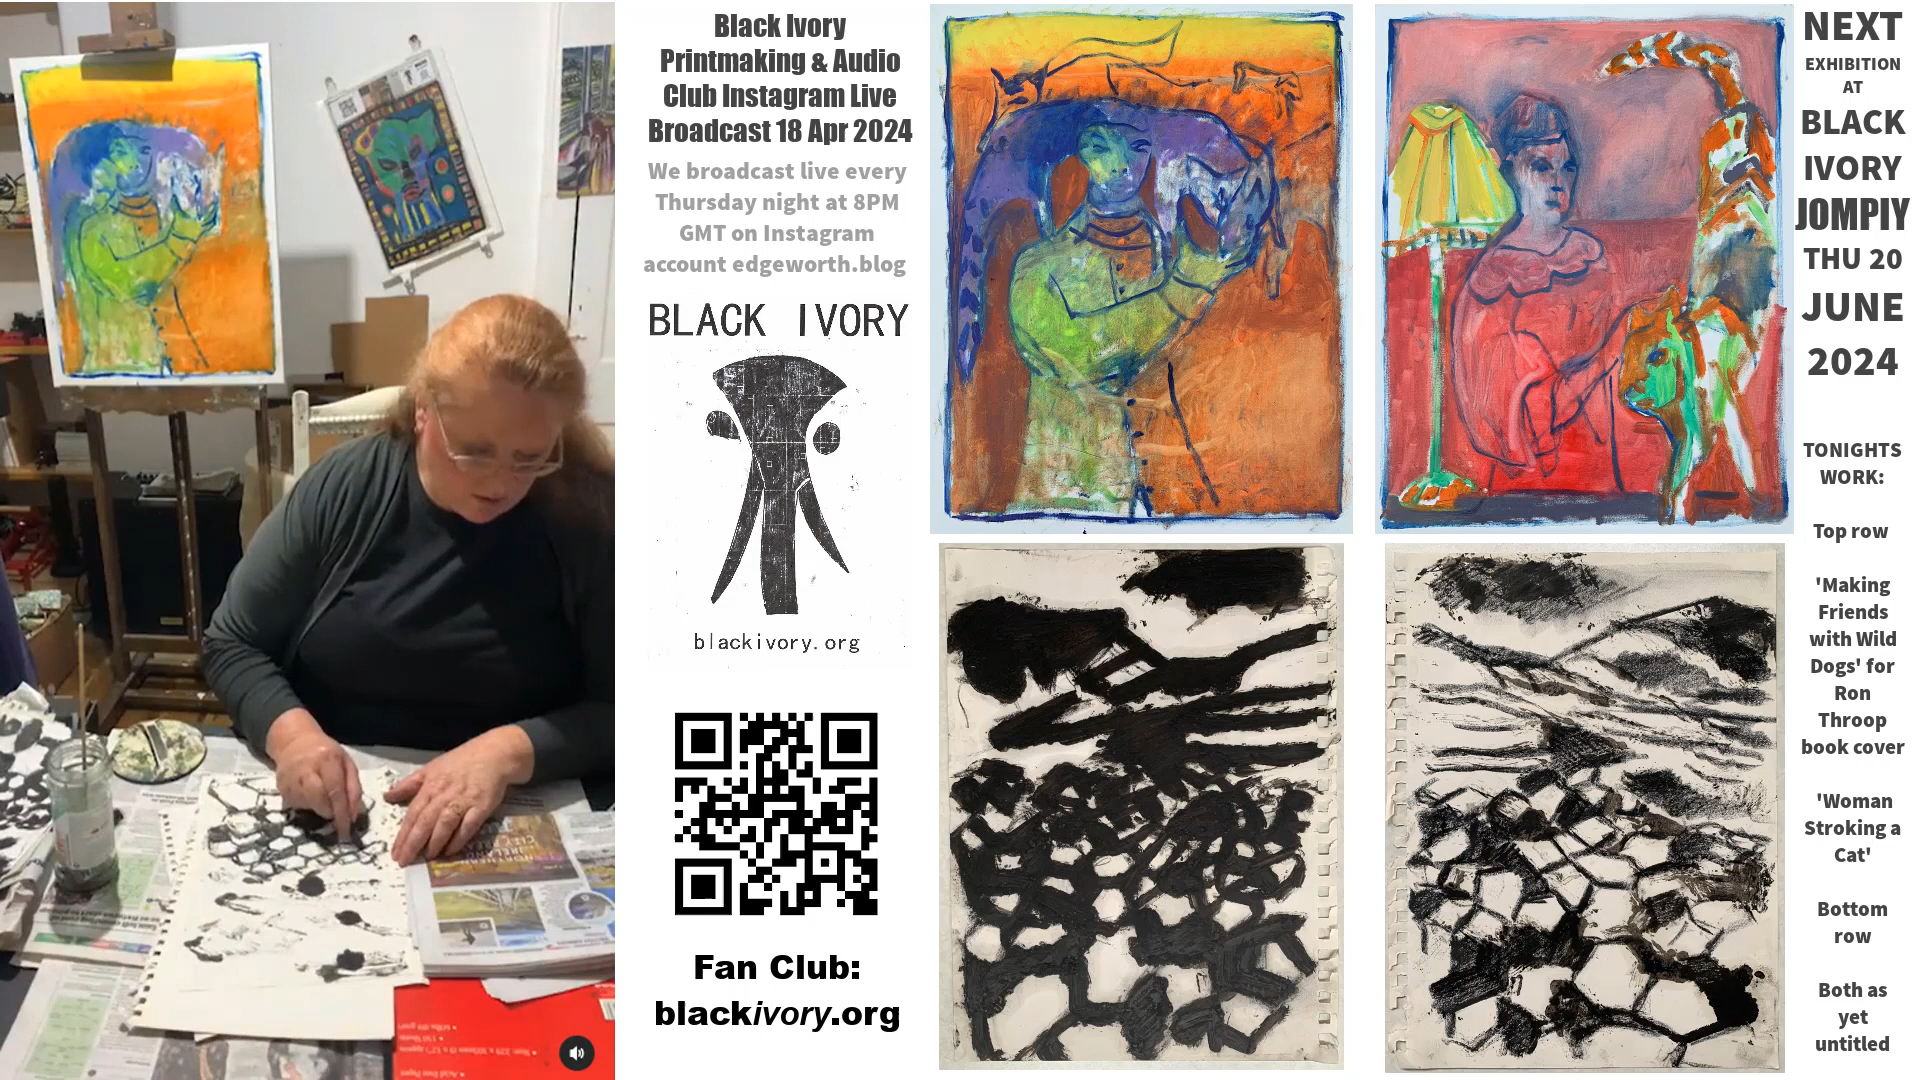 Black Ivory
Printmaking & Audio
Club Instagram Live
Broadcast 18 Apr 2024
We broadcast live every
Thursday night at 8PM
GMT on Instagram
account edgeworth.blog
BLACK IVORY
blackivory.org
Fan Club:
blackivory.org
NEXT
EXHIBITION
AT
BLACK
IVORY
JOMPIY
THU 20
JUNE
2024
TONIGHTS
WORK:
Top row
'Making
Friends
with Wild
Dogs' for
Ron
Throop
book cover
'Woman
Stroking a
Cat'
Bottom
row
Both as
yet
untitled